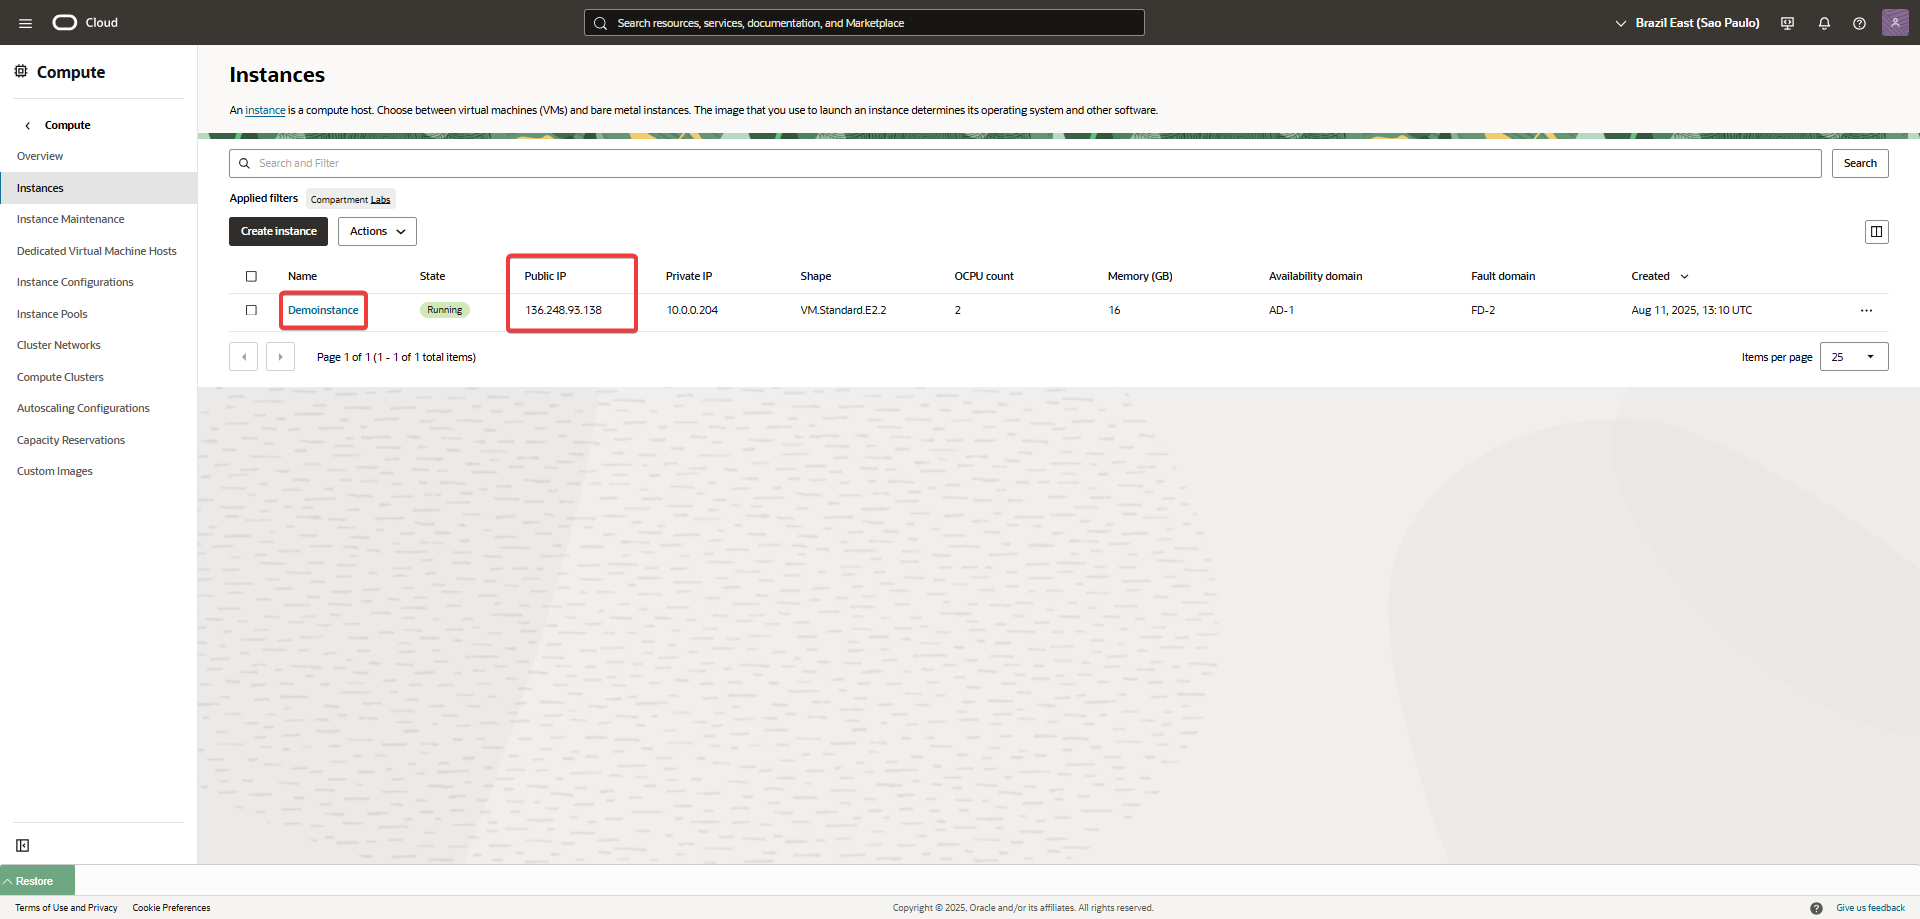 Cloud
Search resources, services, documentation, and Marketplace
Brazil East (Sao Paulo)
Compute
Compute
Overview
Instances
Instance Maintenance
Dedicated Virtual Machine Hosts
Instance Configurations
Instance Pools
Cluster Networks
Compute Clusters
Autoscaling Configurations
Capacity Reservations
Custom Images
Instances
An instance is a compute host. Choose between virtual machines (VMs) and bare metal instances. The image that you use to launch an instance determines its operating system and other software.
Search and Filter
Search
Applied filters Compartment Labs
Create instance Actions
Name State Public IP Private IP Shape OCPU count Memory (GB) Availability domain Fault domain Created
Demoinstance Running 136.248.93.138 10.0.0.204 VM.Standard.E2.2 2 16 AD-1 FD-2 Aug 11, 2025, 13:10 UTC
Page 1 of 1 (1 - 1 of 1 total items) Items per page 25
Restore
Terms of Use and Privacy Cookie Preferences Copyright © 2025, Oracle and/or its affiliates. All rights reserved. Give us feedback